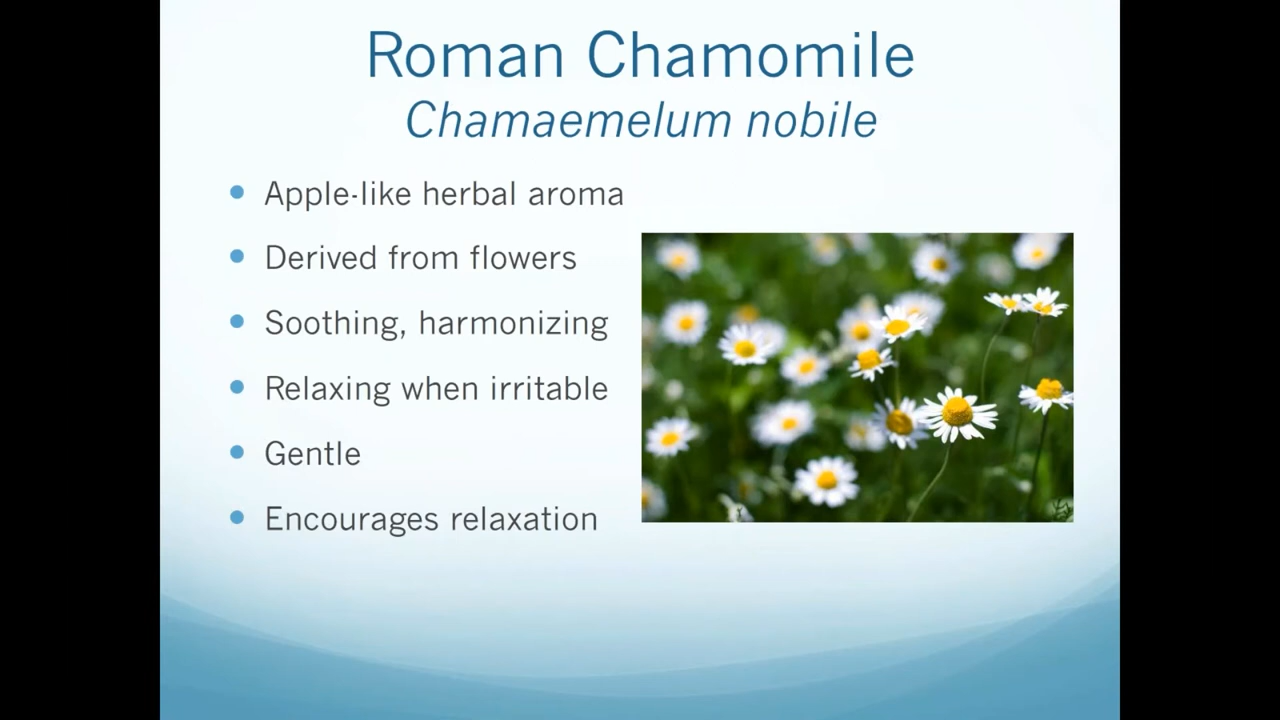 Roman Chamomile
Chamaemelum nobile
Apple-like herbal aroma
Derived from flowers
Soothing, harmonizing
Relaxing when irritable
Gentle
Encourages relaxation